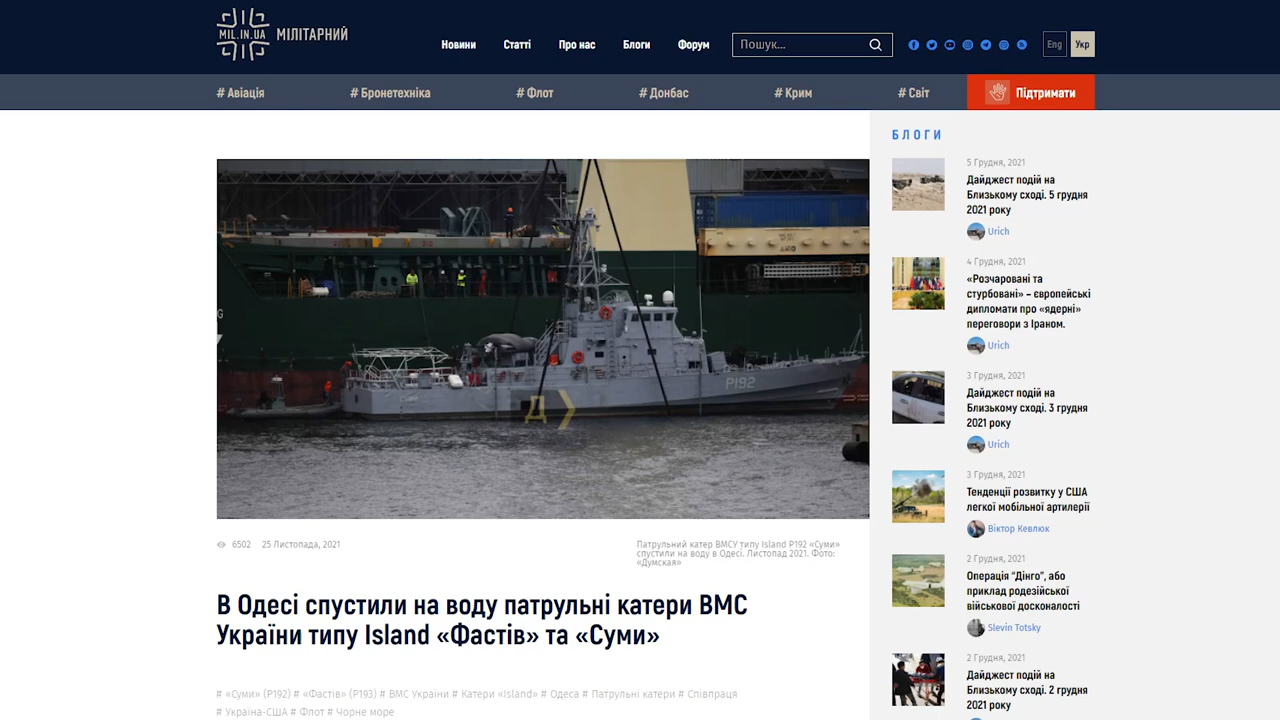 MIL.IN.UA
МІЛІТАРНИЙ
Новини
Статті
Про нас
Блоги
Форум
Пошук...
Eng
Укр
# Авіація
# Бронетехніка
# Флот
# Донбас
# Крим
# Світ
Підтримати
P192
Д
6502
25 Листопада, 2021
Патрульний катер ВМСУ типу Island P192 «Суми»
спустили на воду в Одесі. Листопад 2021. Фото:
«Думская»
В Одесі спустили на воду патрульні катери ВМС
України типу Island «Фастів» та «Суми»
# «Суми» (P192) # «Фастів» (P193) # ВМС України # Катери «Island» # Одеса # Патрульні катери # Співпраця
# Україна-США # Флот # Чорне море
БЛОГИ
5 Грудня, 2021
Дайджест подій на
Близькому сході. 5 грудня
2021 року
Urich
4 Грудня, 2021
«Розчаровані та
стурбовані» – європейські
дипломати про «ядерні»
переговори з Іраном.
Urich
3 Грудня, 2021
Дайджест подій на
Близькому сході. 3 грудня
2021 року
Urich
3 Грудня, 2021
Тенденції розвитку у США
легкої мобільної артилерії
Віктор Кевлюк
2 Грудня, 2021
Операція “Дінго”, або
приклад родезійської
військової досконалості
Slevin Totsky
2 Грудня, 2021
Дайджест подій на
Близькому сході. 2 грудня
2021 року